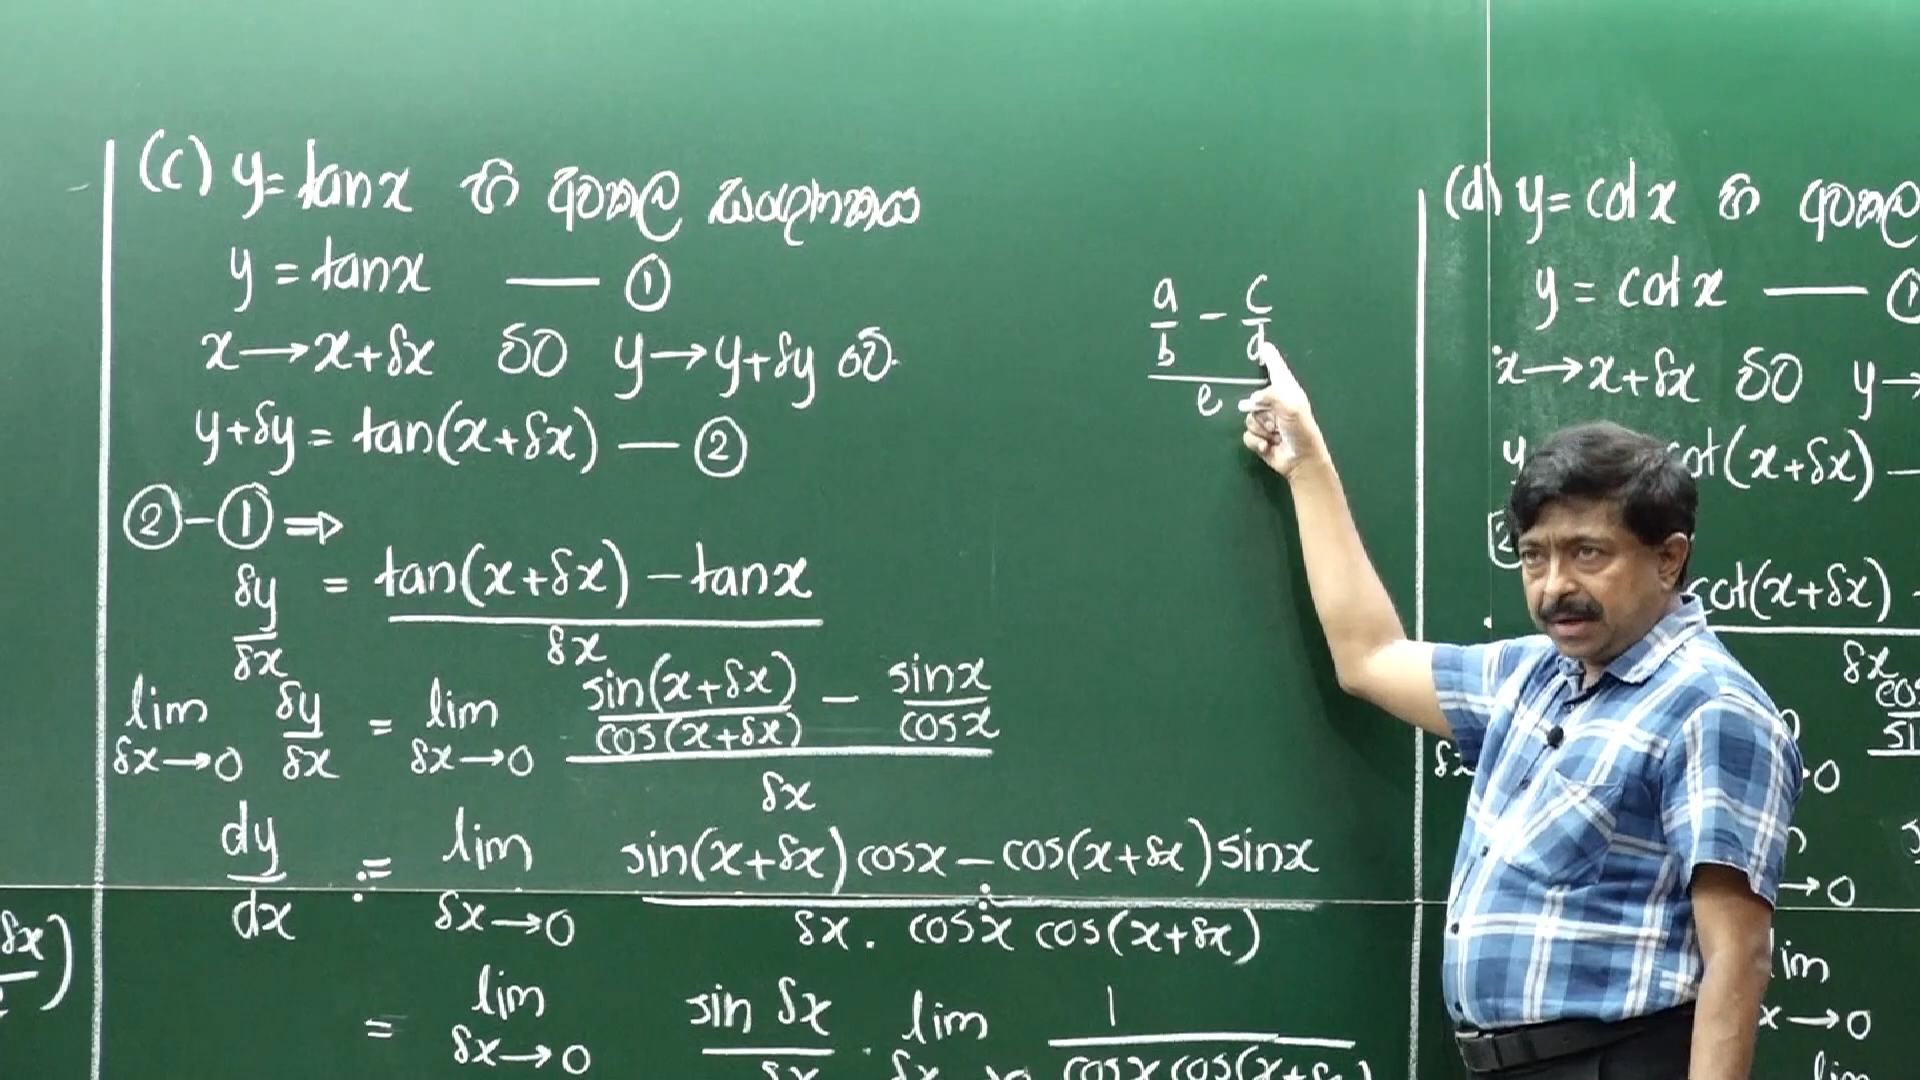 (c) y = tanx හි අවකල සංගුණකය
y = tanx — ①
x → x+δx විට y → y+δy වේ.
y+δy = tan(x+δx) — ②
② - ① ⇒
δy/δx = (tan(x+δx) - tanx)/δx
lim δx→0 δy/δx = lim δx→0 (sin(x+δx)/cos(x+δx) - sinx/cosx)/δx
dy/dx = lim δx→0 (sin(x+δx)cosx - cos(x+δx)sinx)/(δx . cosx cos(x+δx))
= lim δx→0 sin δx/δx . lim δx→0 1/(cosx cos(x+δx
a/b - c/d
e
δx)
(d) y = cotx හි අවකල
y = cotx — ①
x → x+δx විට y →
cot(x+δx) —
cot(x+δx)
δx
cos
→0
→0
lim
x→0
lim